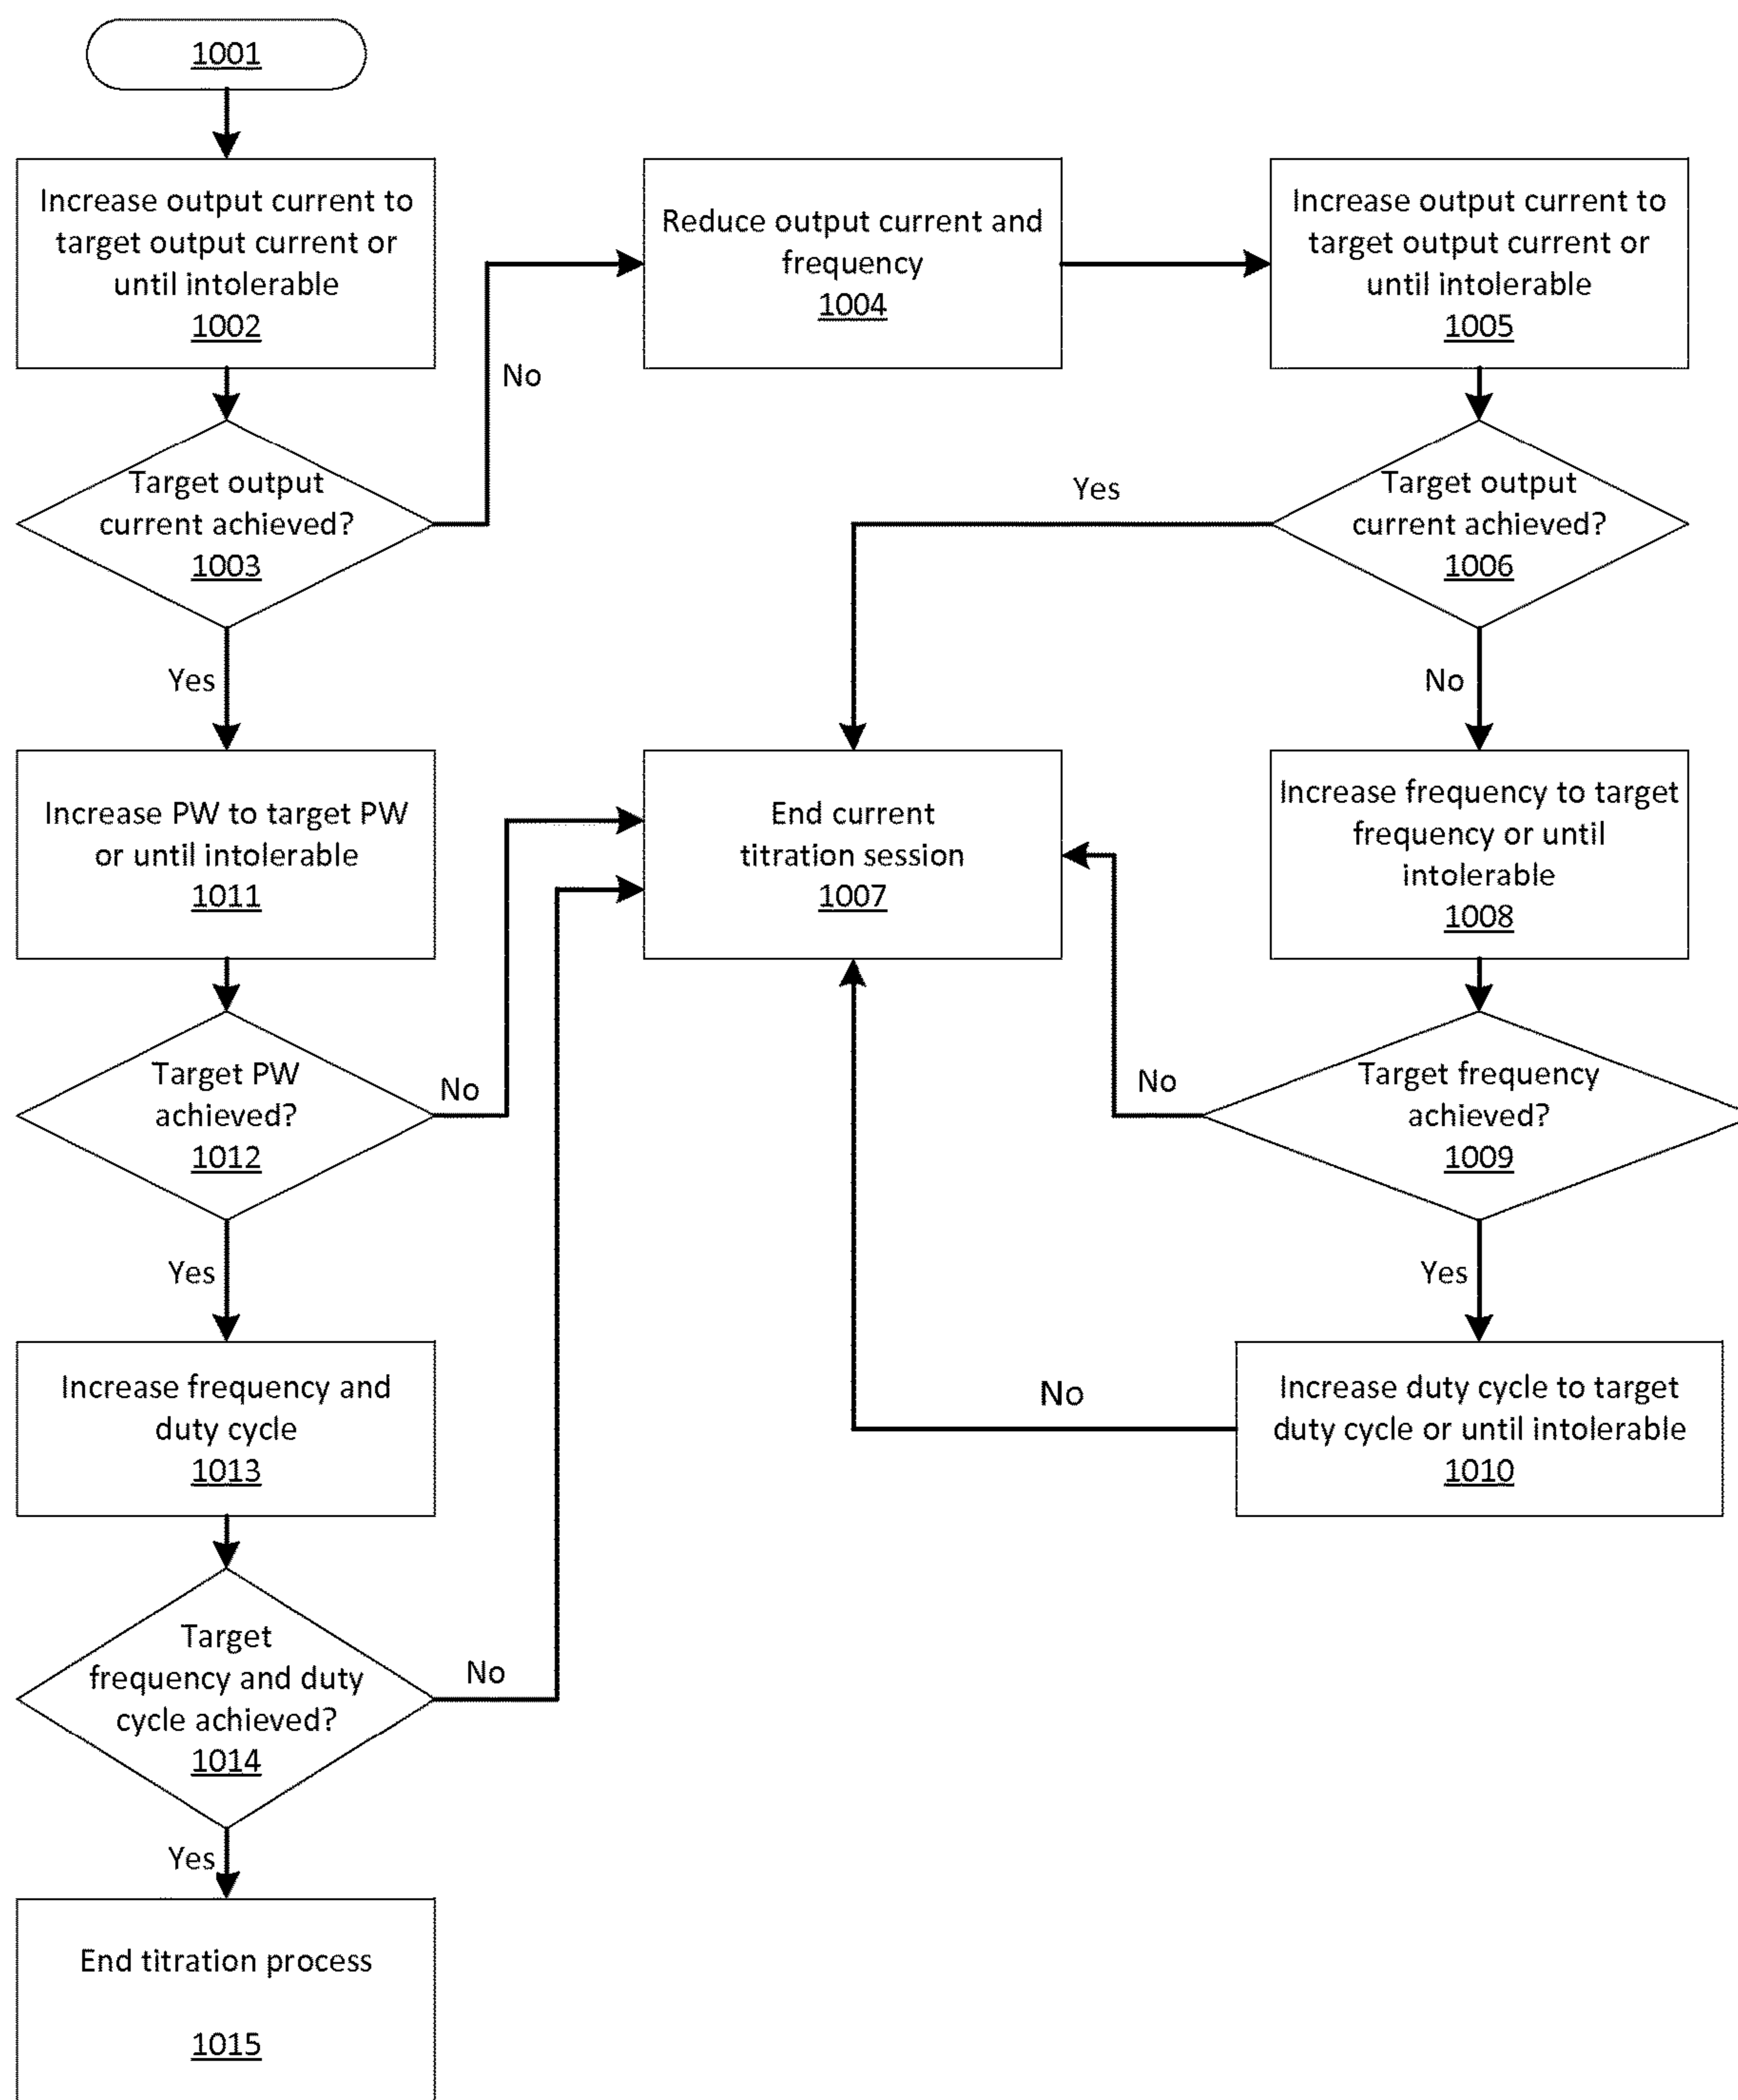 1001
Increase output current to
target output current or
until intolerable
1002
Reduce output current and
frequency
1004
Increase output current to
target output current or
until intolerable
1005
No
Target output
current achieved?
1003
Yes
Target output
current achieved?
1006
Yes
No
Increase PW to target PW
or until intolerable
1011
End current
titration session
1007
Increase frequency to target
frequency or until
intolerable
1008
Target PW
achieved?
1012
No
No
Target frequency
achieved?
1009
Yes
Yes
Increase frequency and
duty cycle
1013
No
Increase duty cycle to target
duty cycle or until intolerable
1010
Target
frequency and duty
cycle achieved?
1014
No
Yes
End titration process
1015